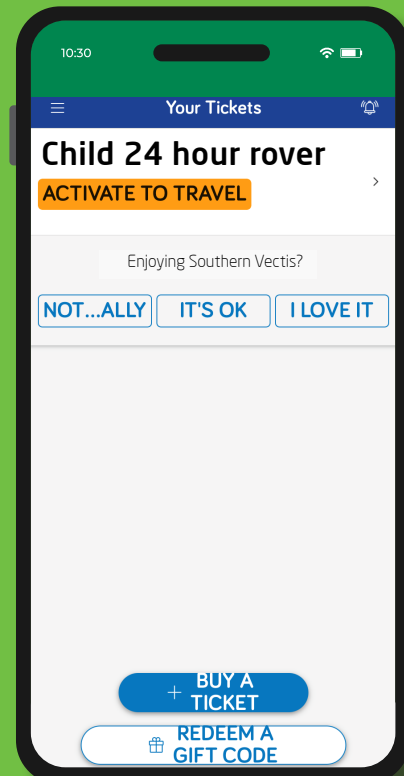 10:30
Your Tickets
Child 24 hour rover
ACTIVATE TO TRAVEL
Enjoying Southern Vectis?
NOT...ALLY IT'S OK I LOVE IT
BUY A
TICKET
REDEEM A
GIFT CODE